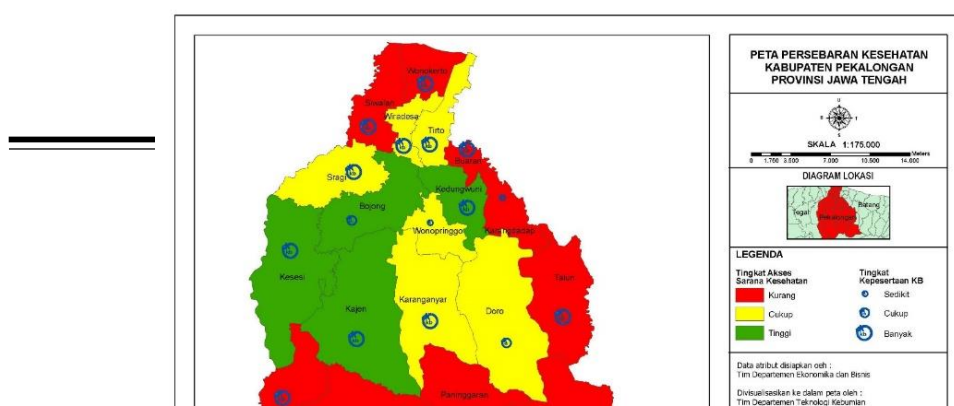 PETA PERSEBARAN KESEHATAN
KABUPATEN PEKALONGAN
PROVINSI JAWA TENGAH
SKALA 1:175.000
Meters
0 1.750 3.500 7.000 10.500 14.000
DIAGRAM LOKASI
Tegal
Pekalongan
Batang
LEGENDA
Tingkat Akses
Sarana Kesehatan
Kurang
Cukup
Tinggi
Tingkat
Kepesertaan KB
Sedikit
Cukup
Banyak
Data atribut disiapkan oeh :
Tim Departemen Ekonomika dan Bisnis
Divisualisasikan ke dalam peta oleh :
Tim Departemen Teknologi Kebumian
Wonokerto
Siwalan
Wiradesa
Tirto
Buaran
Sragi
Bojong
Kedungwuni
Wonopringgo
Karangdadap
Kesesi
Kajen
Karanganyar
Doro
Talun
Paninggaran